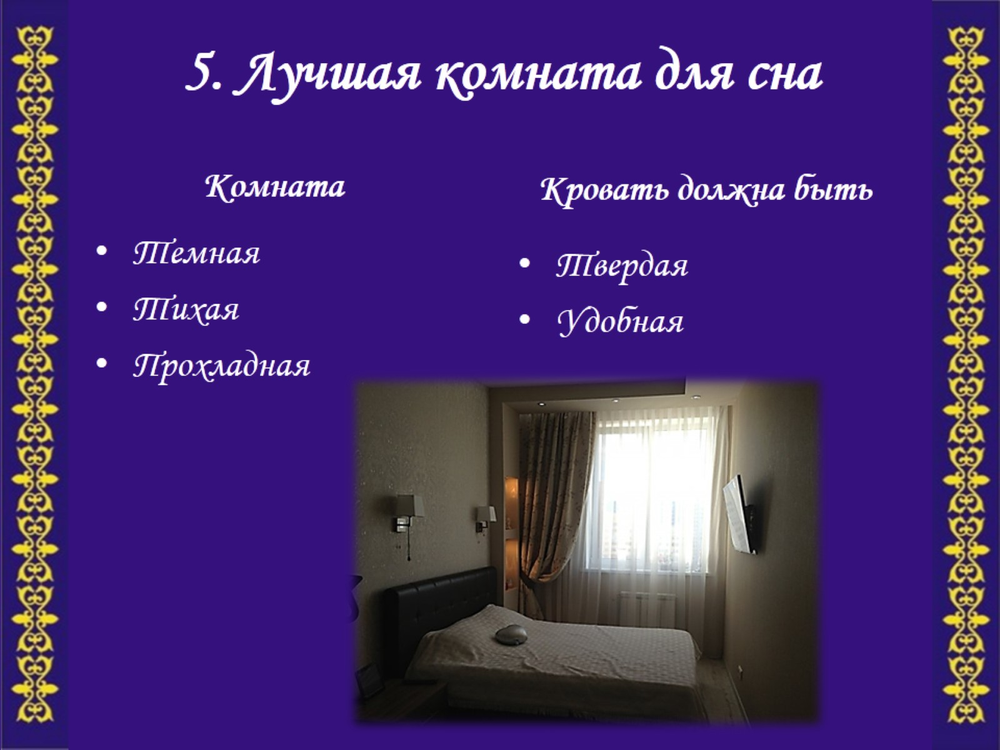 5. Лучшая комната для сна
Комната
Темная
Тихая
Прохладная
Кровать должна быть
Твердая
Удобная